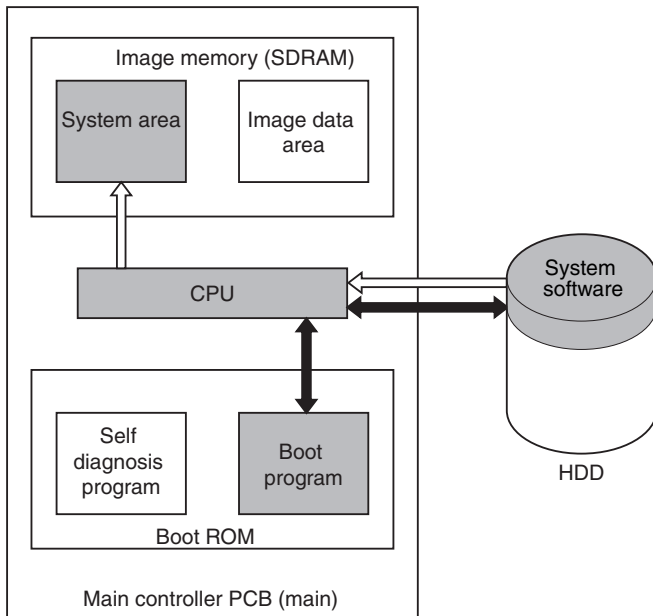 Image memory (SDRAM)
System area
Image data
area
CPU
System
software
Self
diagnosis
program
Boot
program
HDD
Boot ROM
Main controller PCB (main)